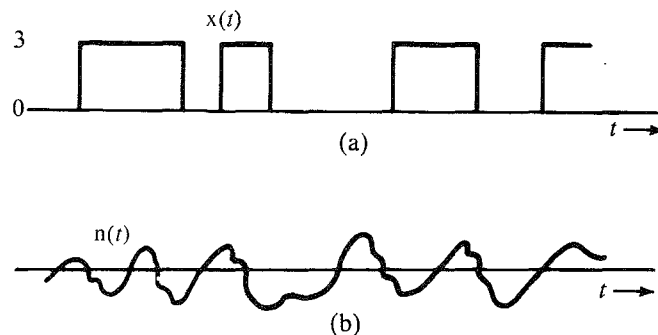 x(t)
3
0
t →
(a)
n(t)
t →
(b)